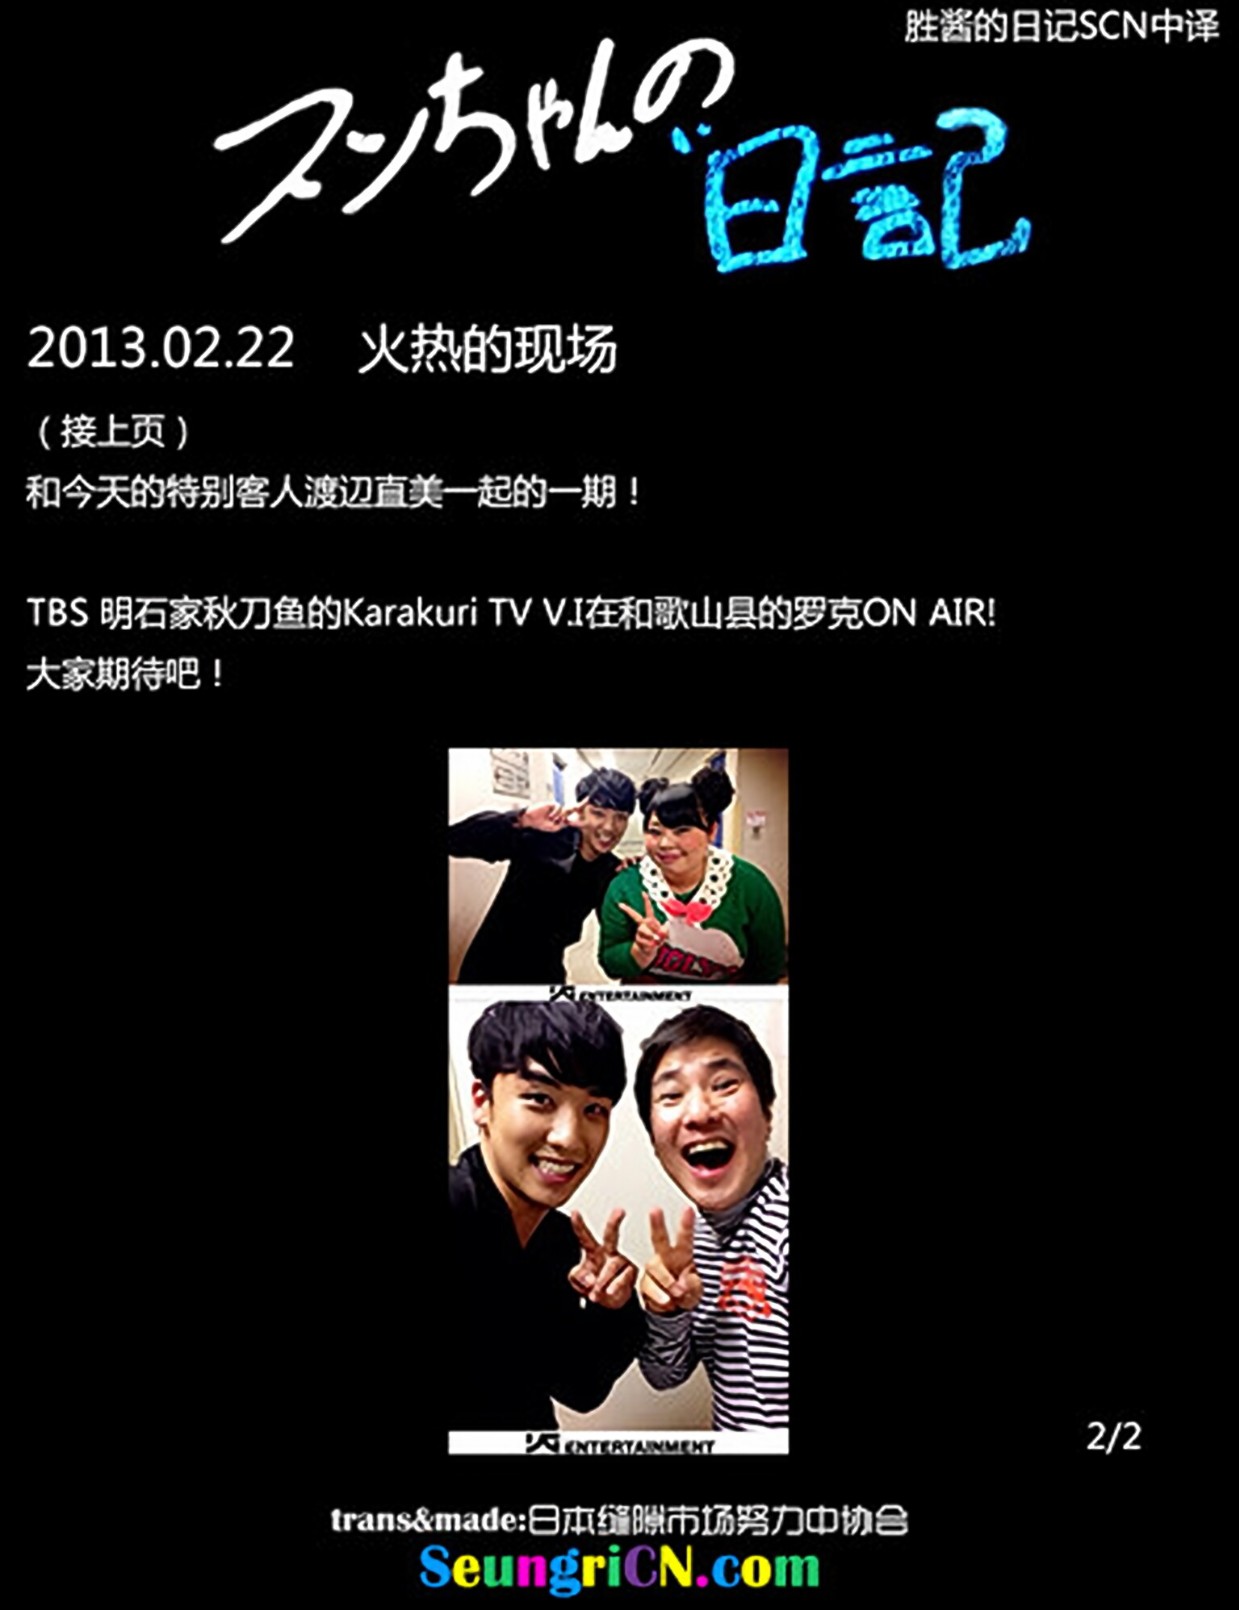 胜酱的日记SCN中译
スンちゃんの
日記
2013.02.22 火热的现场
（接上页）
和今天的特别客人渡辺直美一起的一期！
TBS 明石家秋刀鱼的Karakuri TV V.I在和歌山县的罗克ON AIR!
大家期待吧！
YG ENTERTAINMENT
YG ENTERTAINMENT
2/2
trans&made:日本缝隙市场努力中协会
SeungriCN.com